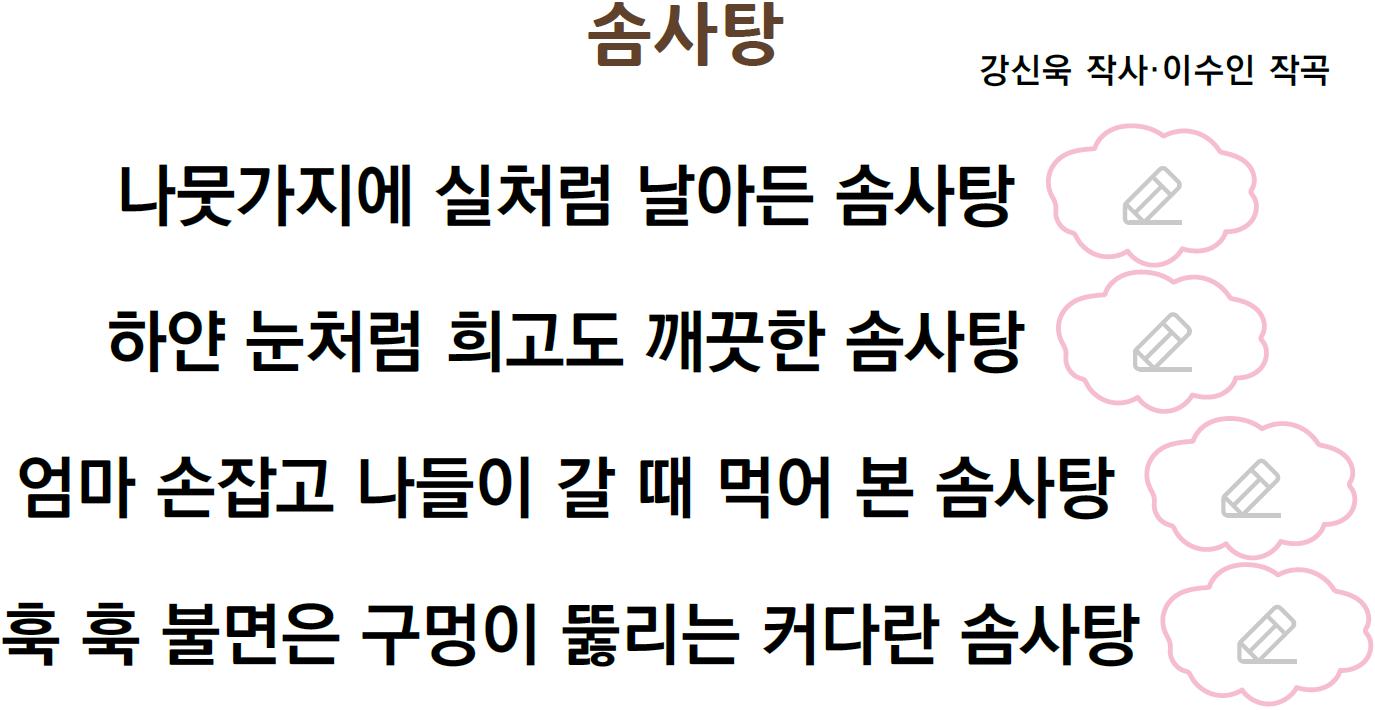 솜사탕
강신욱 작사·이수인 작곡
나뭇가지에 실처럼 날아든 솜사탕
하얀 눈처럼 희고도 깨끗한 솜사탕
엄마 손잡고 나들이 갈 때 먹어 본 솜사탕
훅 훅 불면은 구멍이 뚫리는 커다란 솜사탕